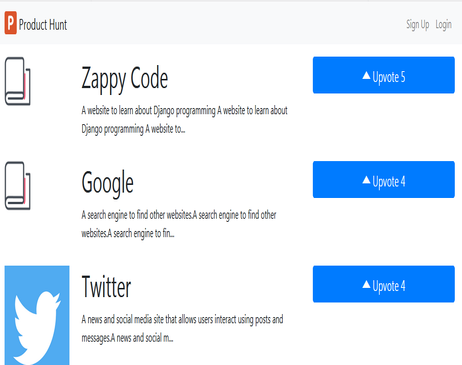 P Product Hunt
Sign Up Login
Zappy Code
A website to learn about Django programming A website to learn about
Django programming A website to...
Upvote 5
Google
A search engine to find other websites.A search engine to find other
websites.A search engine to fin...
Upvote 4
Twitter
A news and social media site that allows users interact using posts and
messages.A news and social m...
Upvote 4